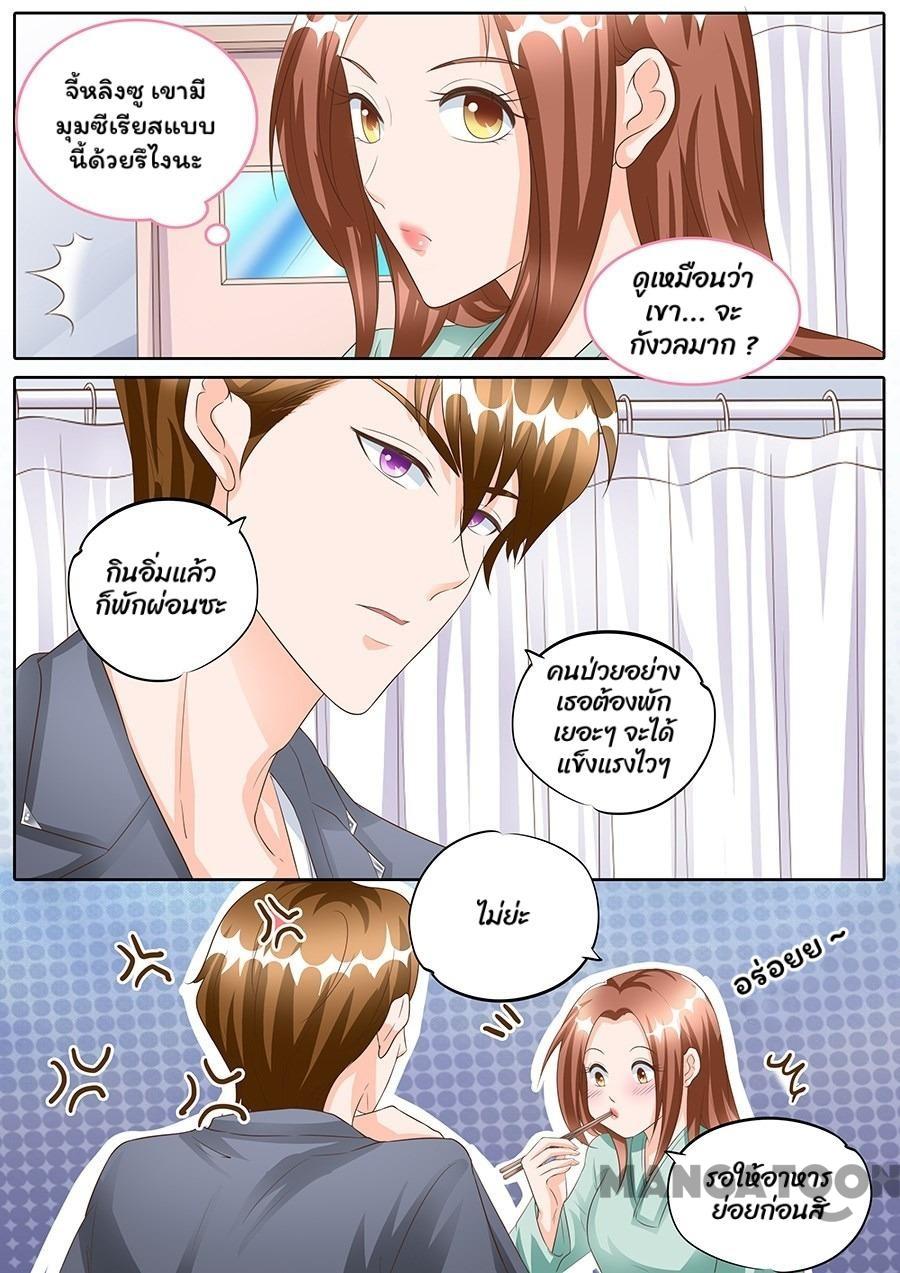 จี้หลิงซู เขามี
มุมซีเรียสแบบ
นี้ด้วยรึไงนะ
ดูเหมือนว่า
เขา... จะ
กังวลมาก ?
กินอิ่มแล้ว
ก็พักผ่อนซะ
คนป่วยอย่าง
เธอต้องพัก
เยอะๆ จะได้
แข็งแรงไวๆ
ไม่ย่ะ
อร่อยย ~
รอให้อาหาร
ย่อยก่อนสิ
MANGATOON